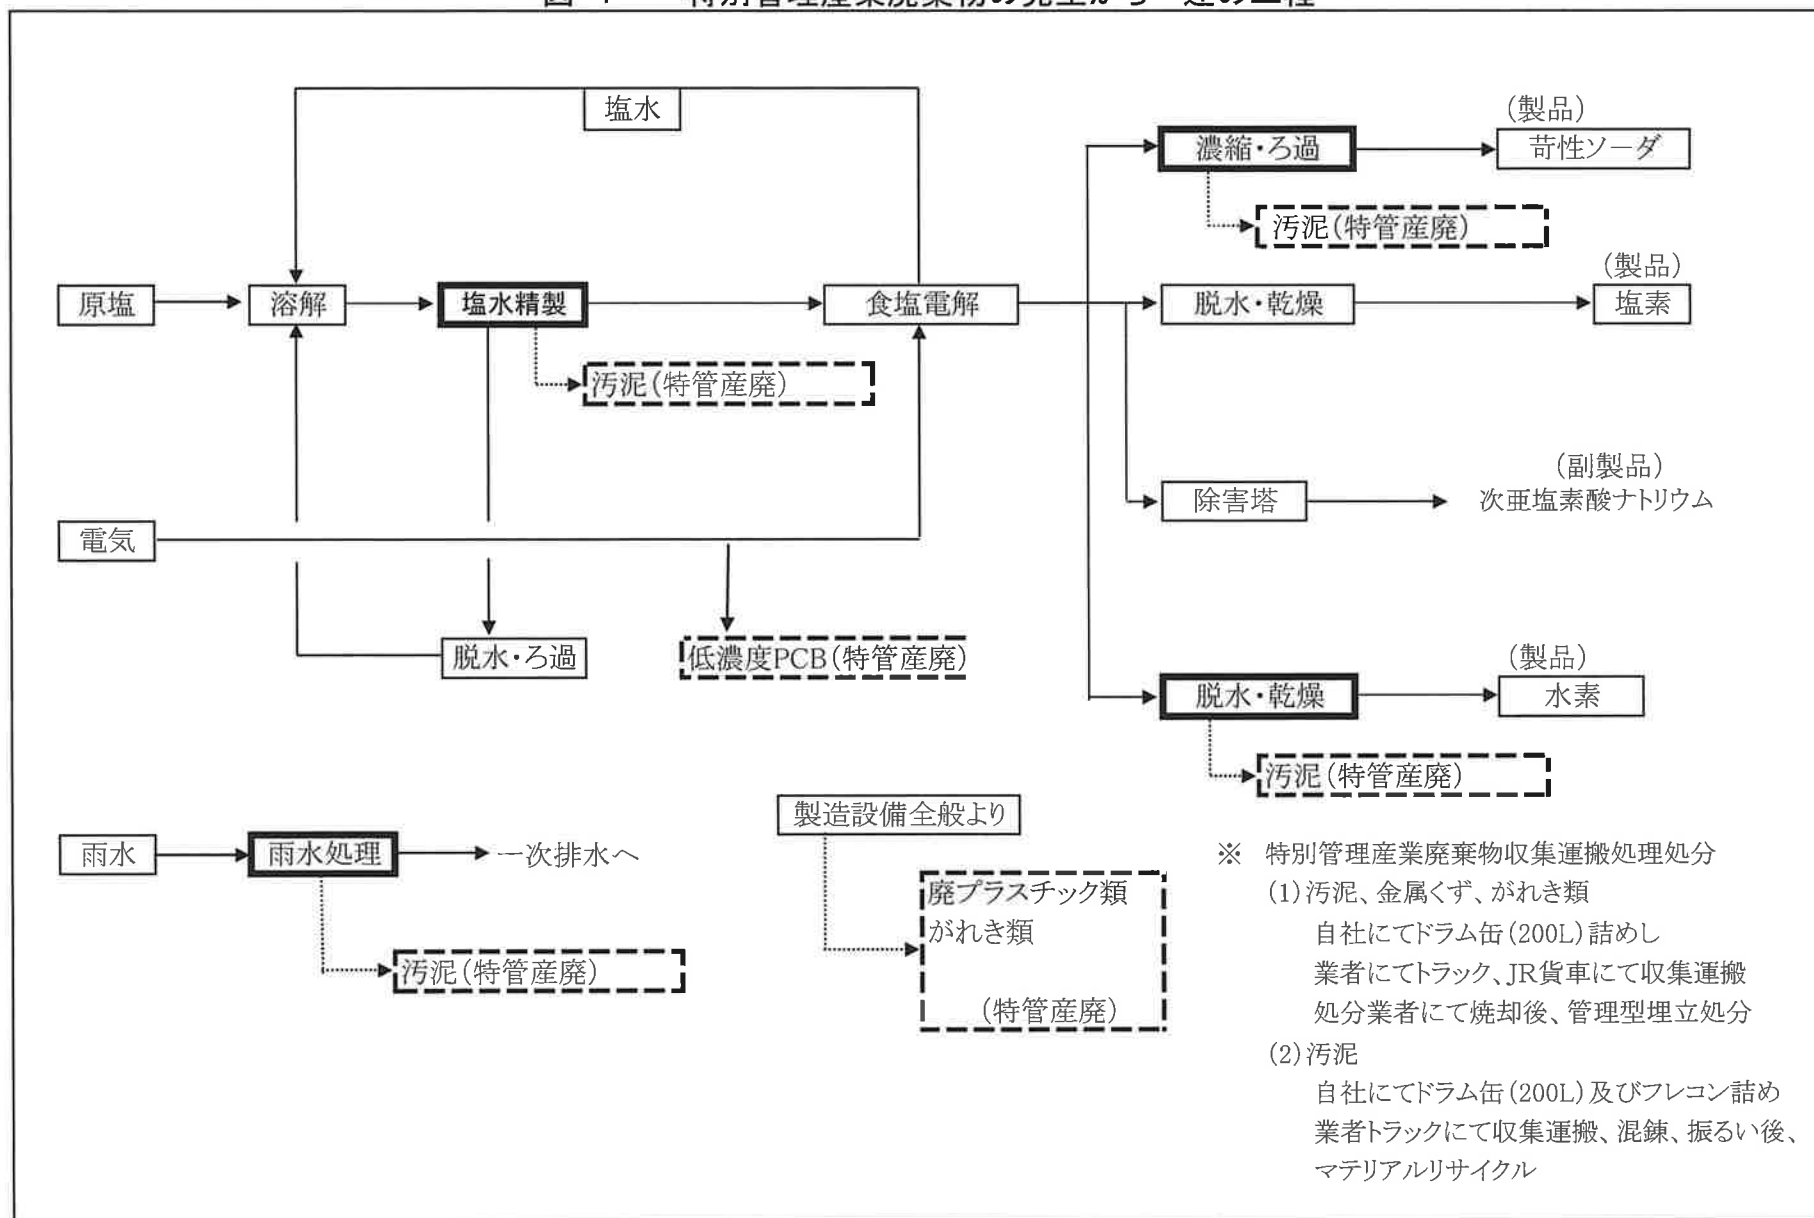 塩水
(製品)
濃縮・ろ過
苛性ソーダ
汚泥(特管産廃)
(製品)
原塩
溶解
塩水精製
食塩電解
脱水・乾燥
塩素
汚泥(特管産廃)
(副製品)
除害塔
次亜塩素酸ナトリウム
電気
脱水・ろ過
低濃度PCB(特管産廃)
(製品)
脱水・乾燥
水素
汚泥(特管産廃)
製造設備全般より
雨水
雨水処理
一次排水へ
汚泥(特管産廃)
廃プラスチック類
がれき類
(特管産廃)
※ 特別管理産業廃棄物収集運搬処理処分
(1)汚泥、金属くず、がれき類
自社にてドラム缶(200L)詰めし
業者にてトラック、JR貨車にて収集運搬
処分業者にて焼却後、管理型埋立処分
(2)汚泥
自社にてドラム缶(200L)及びフレコン詰め
業者トラックにて収集運搬、混錬、振るい後、
マテリアルリサイクル